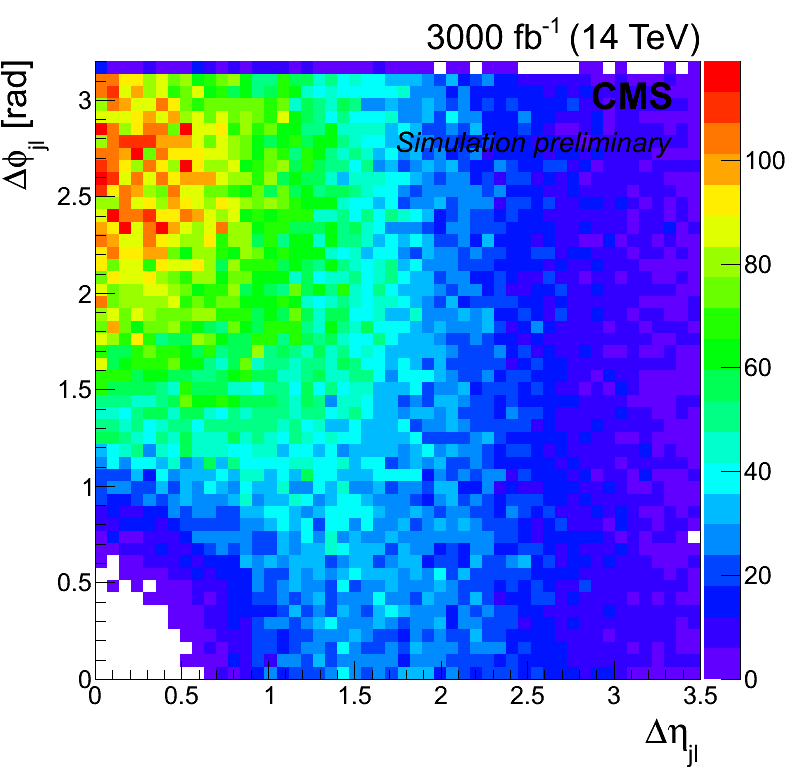 3000 fb-1 (14 TeV)
CMS
Simulation preliminary
Δφjl [rad]
3
2.5
2
1.5
1
0.5
0
0 0.5 1 1.5 2 2.5 3 3.5
Δηjl
100
80
60
40
20
0